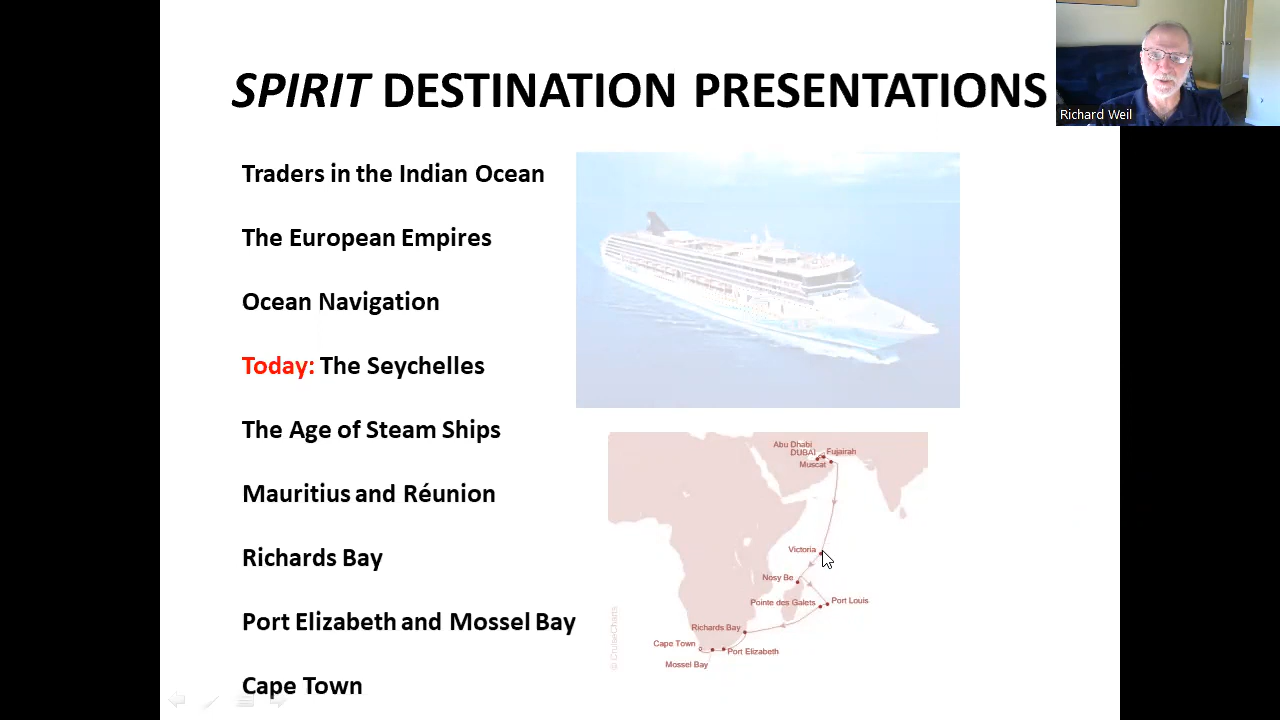 SPIRIT DESTINATION PRESENTATIONS
Richard Weil
Traders in the Indian Ocean
The European Empires
Ocean Navigation
Today: The Seychelles
The Age of Steam Ships
Mauritius and Réunion
Richards Bay
Port Elizabeth and Mossel Bay
Cape Town
Abu Dhabi
DUBAI
Fujairah
Muscat
Victoria
Nosy Be
Pointe des Galets
Port Louis
Richards Bay
Cape Town
Port Elizabeth
Mossel Bay
© CruiseCharts